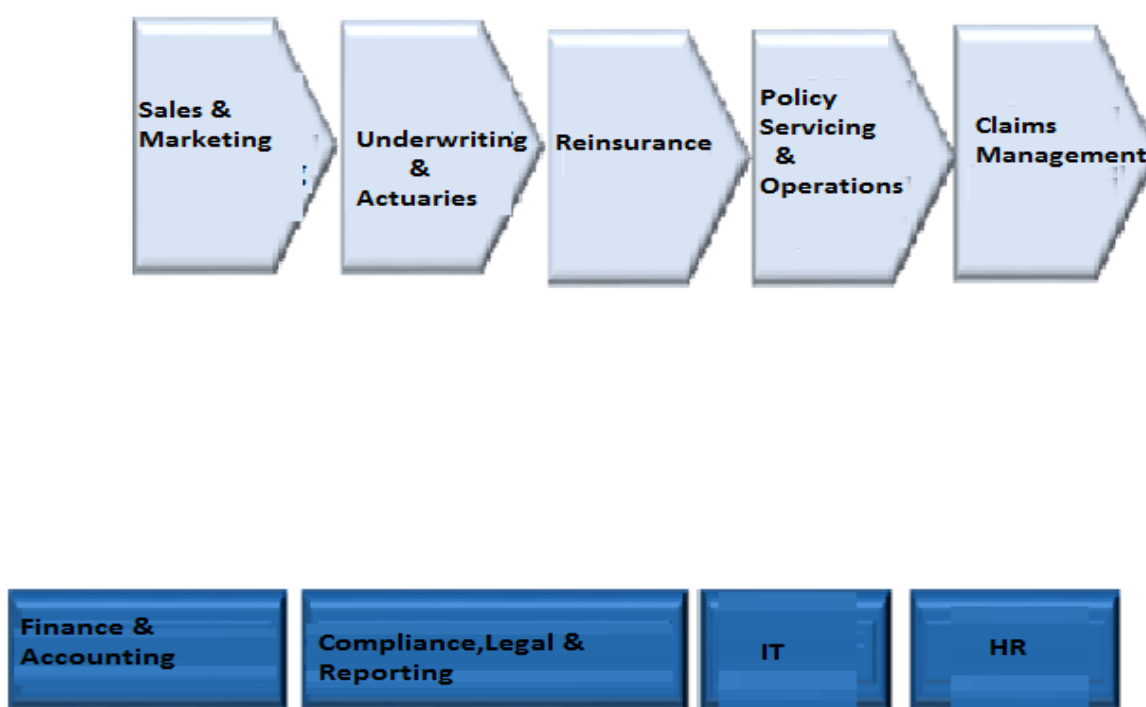 Sales &
Marketing
Underwriting
&
Actuaries
Reinsurance
Policy
Servicing
&
Operations
Claims
Management
Finance &
Accounting
Compliance,Legal &
Reporting
IT
HR